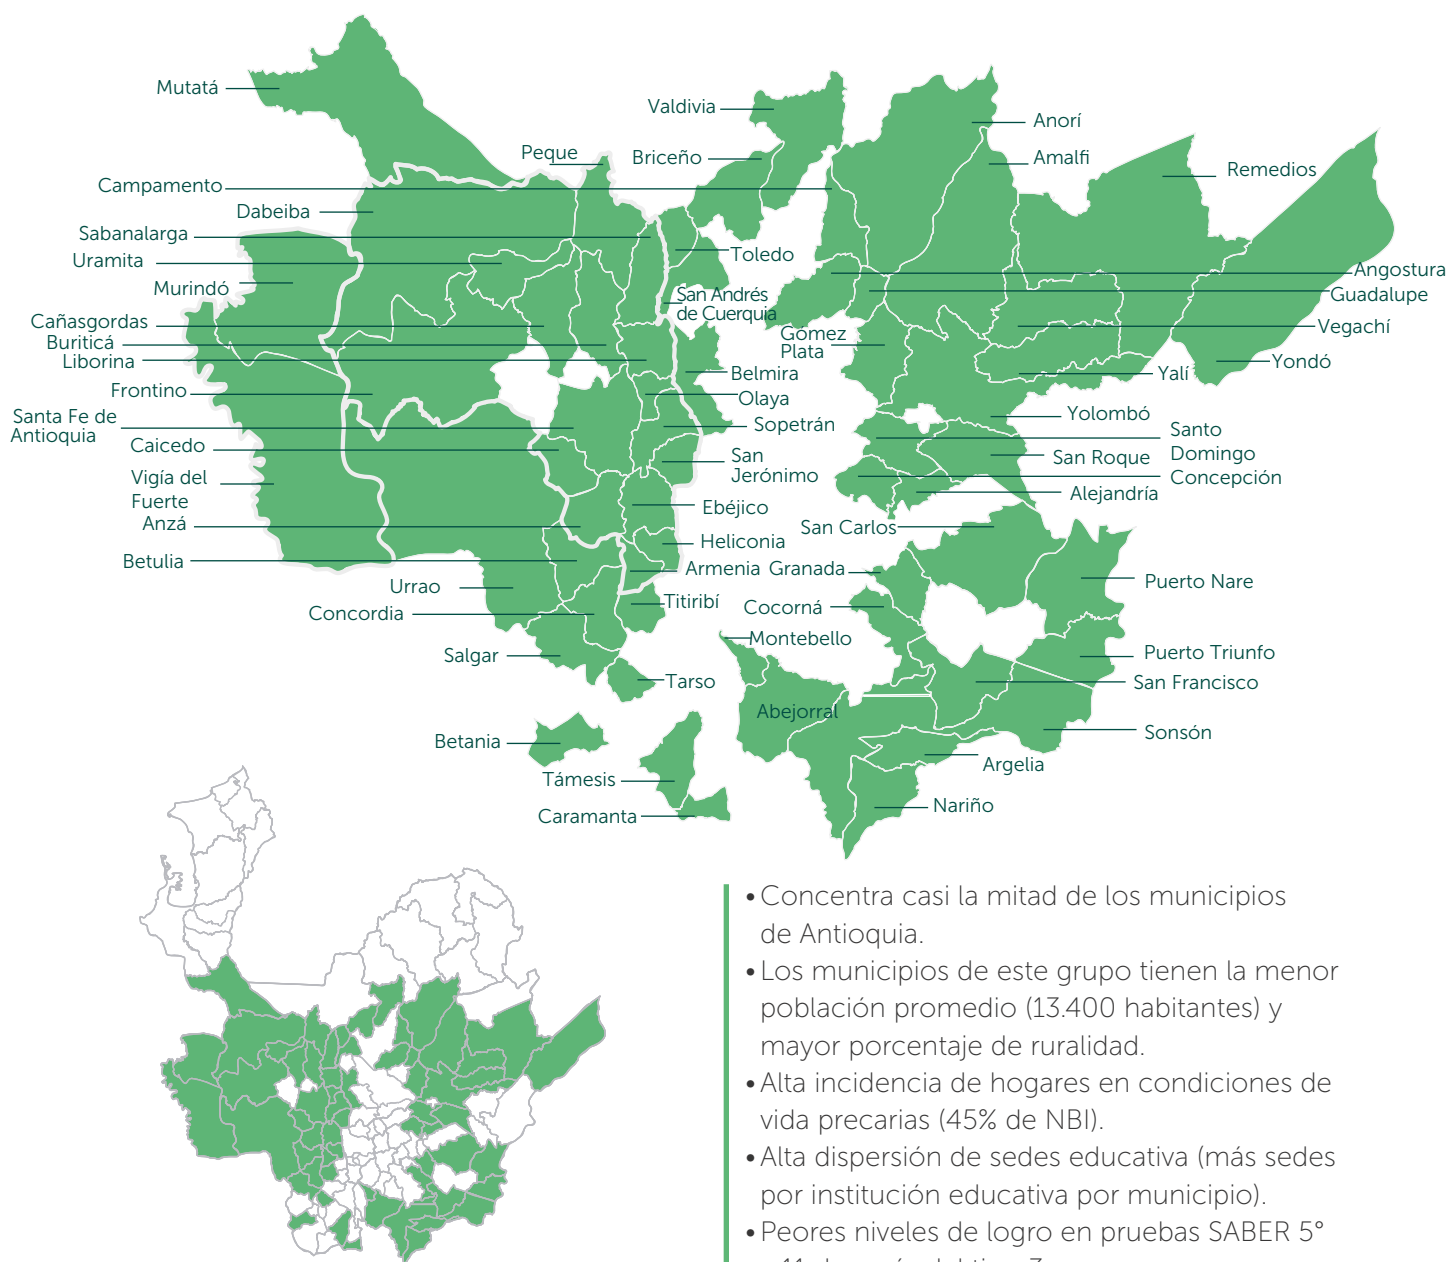 Mutatá
Valdivia
Anorí
Peque
Briceño
Amalfi
Remedios
Campamento
Dabeiba
Sabanalarga
Toledo
Uramita
Angostura
Murindó
San Andrés
de Cuerquia
Guadalupe
Cañasgordas
Vegachí
Buriticá
Gómez
Plata
Liborina
Yondó
Belmira
Yalí
Frontino
Olaya
Santa Fe de
Antioquia
Yolombó
Sopetrán
Santo
Domingo
Caicedo
San
Jerónimo
San Roque
Vigía del
Fuerte
Concepción
Alejandría
Ebéjico
Anzá
San Carlos
Heliconia
Betulia
Armenia
Granada
Puerto Nare
Urrao
Titiribí
Cocorná
Concordia
Montebello
Salgar
Puerto Triunfo
Tarso
San Francisco
Abejorral
Sonsón
Betania
Argelia
Támesis
Nariño
Caramanta
• Concentra casi la mitad de los municipios
de Antioquia.
• Los municipios de este grupo tienen la menor
población promedio (13.400 habitantes) y
mayor porcentaje de ruralidad.
• Alta incidencia de hogares en condiciones de
vida precarias (45% de NBI).
• Alta dispersión de sedes educativa (más sedes
por institución educativa por municipio).
• Peores niveles de logro en pruebas SABER 5°